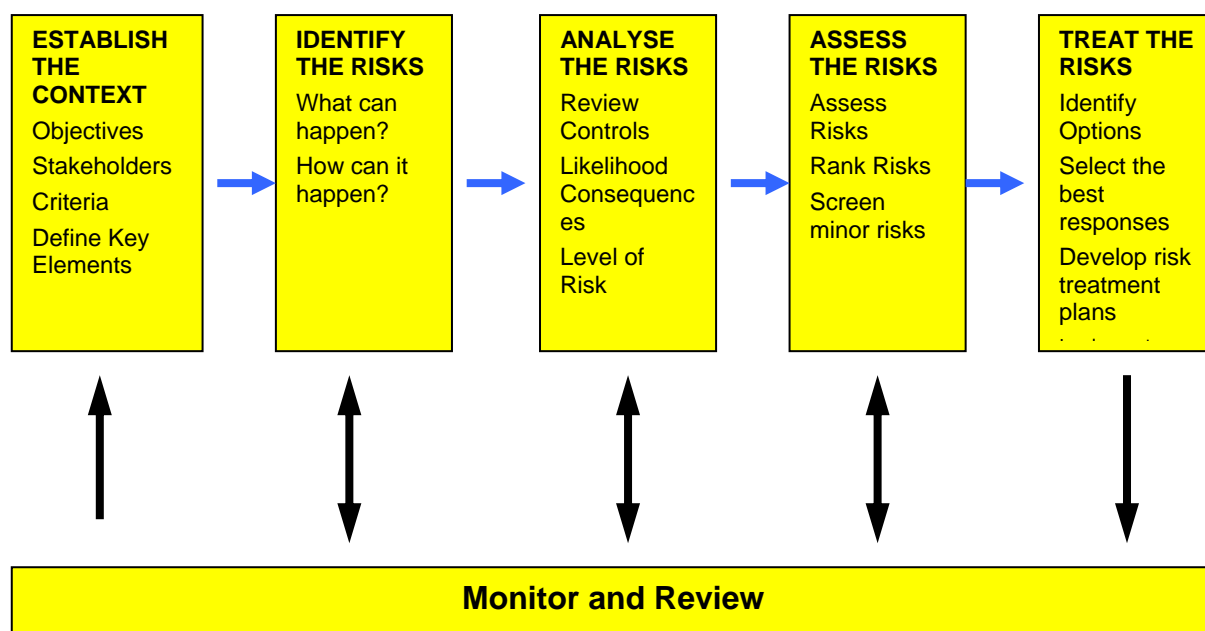 ESTABLISH
THE
CONTEXT
Objectives
Stakeholders
Criteria
Define Key
Elements
IDENTIFY
THE RISKS
What can
happen?
How can it
happen?
ANALYSE
THE RISKS
Review
Controls
Likelihood
Consequenc
es
Level of
Risk
ASSESS
THE RISKS
Assess
Risks
Rank Risks
Screen
minor risks
TREAT THE
RISKS
Identify
Options
Select the
best
responses
Develop risk
treatment
plans
Monitor and Review